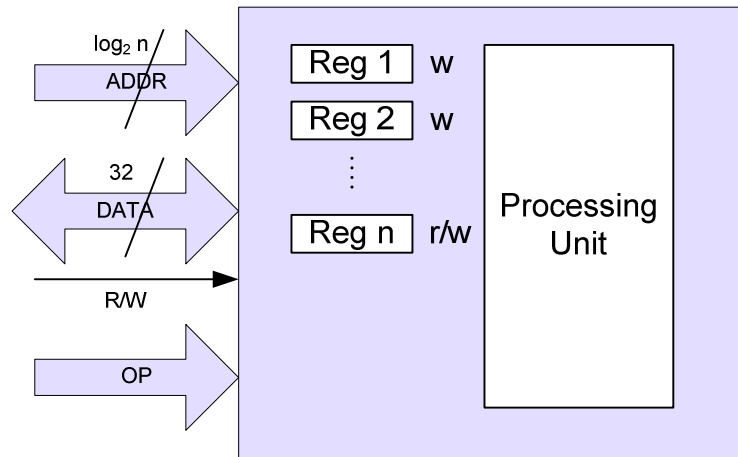 log₂ n
ADDR
32
DATA
R/W
OP
Reg 1 w
Reg 2 w
Reg n r/w
Processing
Unit